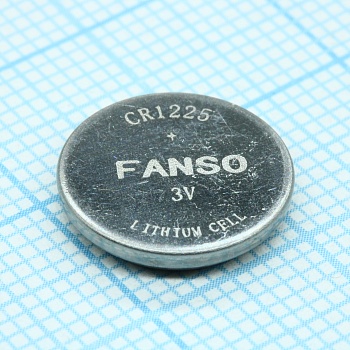 CR1225
+
FANSO
3V
LITHIUM CELL